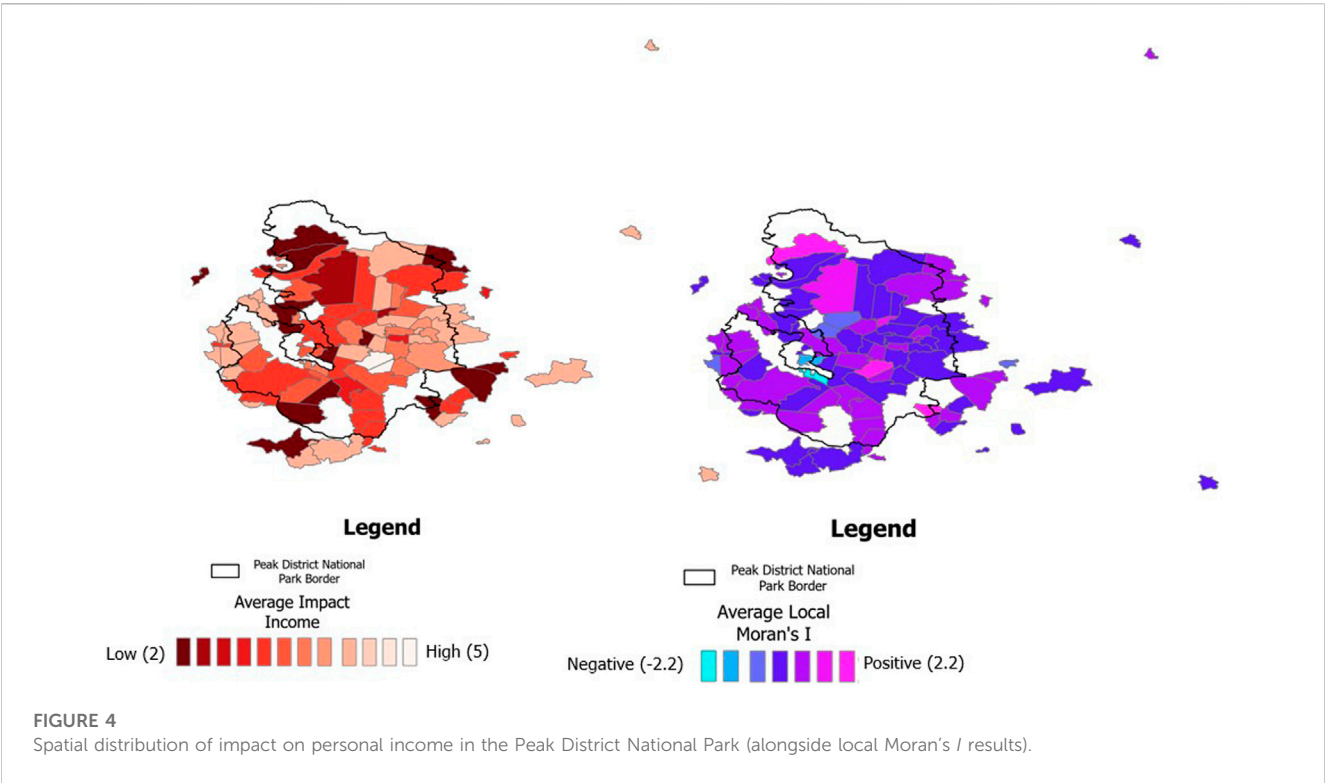 Legend
Peak District National
Park Border
Average Impact
Income
Low (2)
High (5)
Legend
Peak District National
Park Border
Average Local
Moran's I
Negative (-2.2)
Positive (2.2)
FIGURE 4
Spatial distribution of impact on personal income in the Peak District National Park (alongside local Moran's I results).